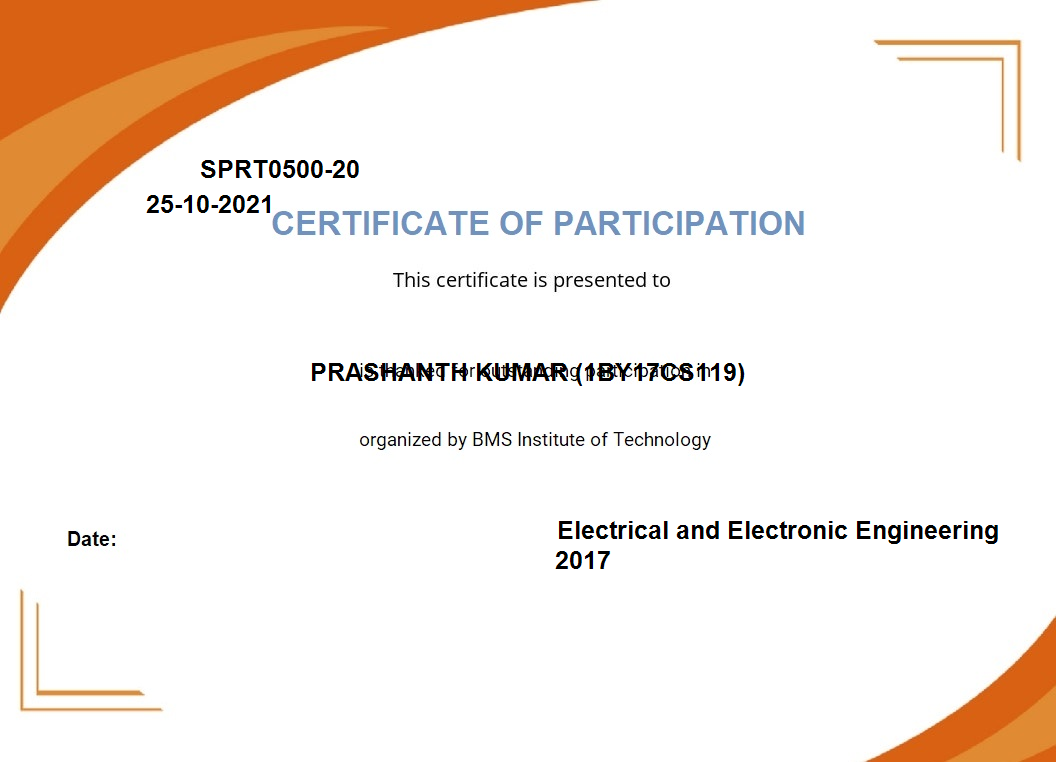 SPRT0500-20
25-10-2021
CERTIFICATE OF PARTICIPATION
This certificate is presented to
PRASHANTH KUMAR (1BY17CS119)
is thanked for outstanding participation in
organized by BMS Institute of Technology
Electrical and Electronic Engineering
Date:
2017